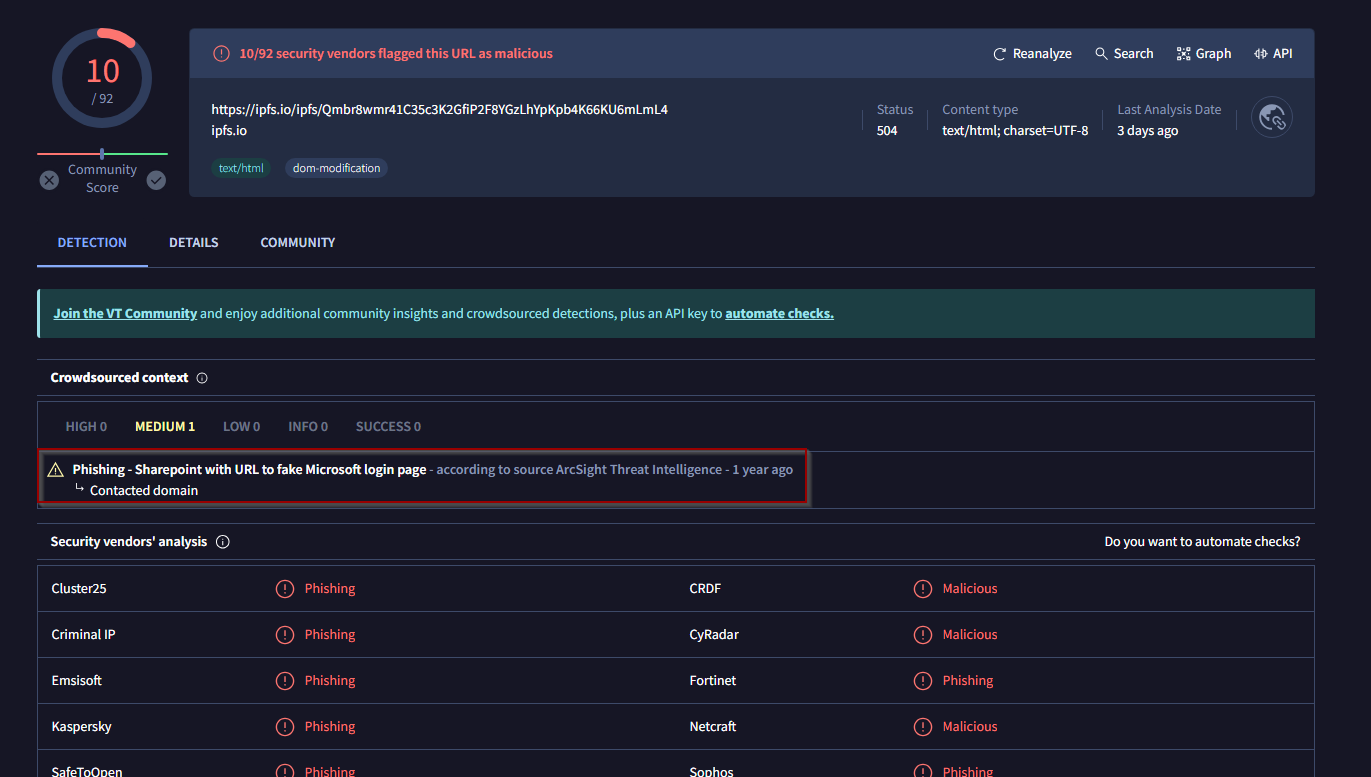 10
/ 92
Community
Score
10/92 security vendors flagged this URL as malicious
Reanalyze
Search
Graph
API
https://ipfs.io/ipfs/Qmbr8wmr41C35c3K2GfiP2F8YGzLhYpKpb4K66KU6mLmL4
ipfs.io
text/html
dom-modification
Status
504
Content type
text/html; charset=UTF-8
Last Analysis Date
3 days ago
DETECTION
DETAILS
COMMUNITY
Join the VT Community and enjoy additional community insights and crowdsourced detections, plus an API key to automate checks.
Crowdsourced context
HIGH 0
MEDIUM 1
LOW 0
INFO 0
SUCCESS 0
Phishing - Sharepoint with URL to fake Microsoft login page - according to source ArcSight Threat Intelligence - 1 year ago
Contacted domain
Security vendors' analysis
Do you want to automate checks?
Cluster25 Phishing CRDF Malicious
Criminal IP Phishing CyRadar Malicious
Emsisoft Phishing Fortinet Phishing
Kaspersky Phishing Netcraft Malicious
SafeToOpen Phishing Sophos Phishing